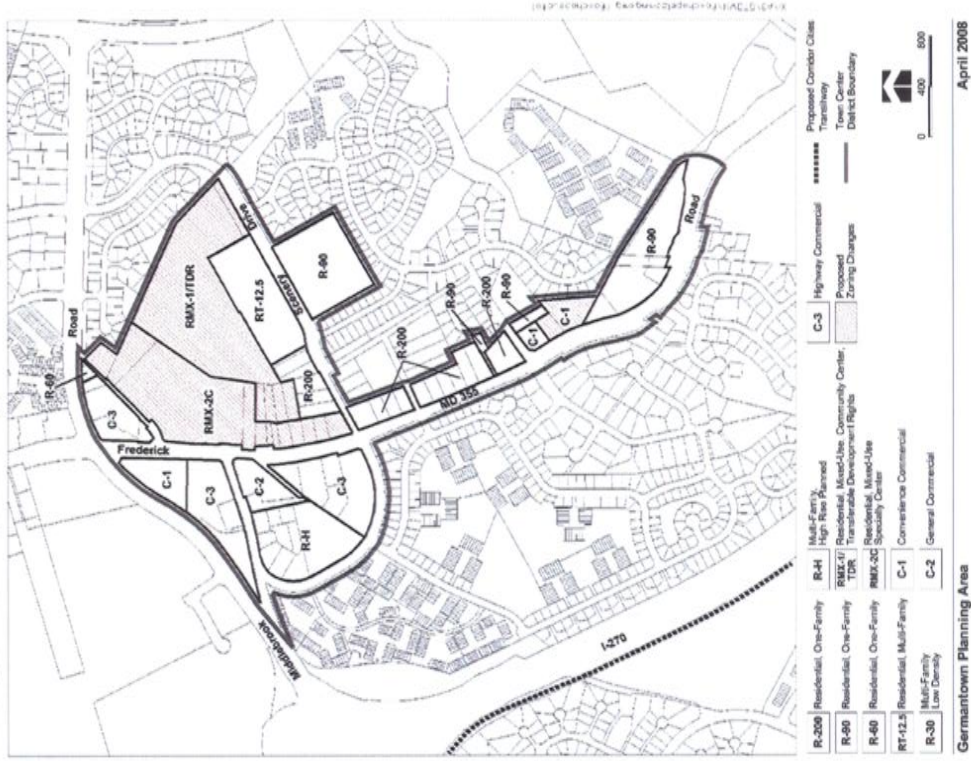 Road
R-60
C-3
Frederick
C-1
C-3
C-2
C-3
R-H
Middlebrook
RMX-2C
RMX-1/TDR
RT-12.5
Drive
Scenery
R-90
R-200
R-200
R-90
R-200
R-90
C-1
C-1
MD 355
R-90
Road
I-270
R-200 Residential, One-Family
R-90 Residential, One-Family
R-60 Residential, One-Family
RT-12.5 Residential, Multi-Family
R-30 Multi-Family
Low Density
R-H Multi-Family,
High Rise Planned
RMX-1/
TDR Residential, Mixed-Use Community Center,
Transferable Development Rights
RMX-2C Residential, Mixed-Use
Specialty Center
C-1 Convenience Commercial
C-2 General Commercial
C-3 Highway Commercial
Proposed
Zoning Changes
Proposed Corridor Cities
Transitway
Town Center
District Boundary
0 400 800
Germantown Planning Area
April 2008